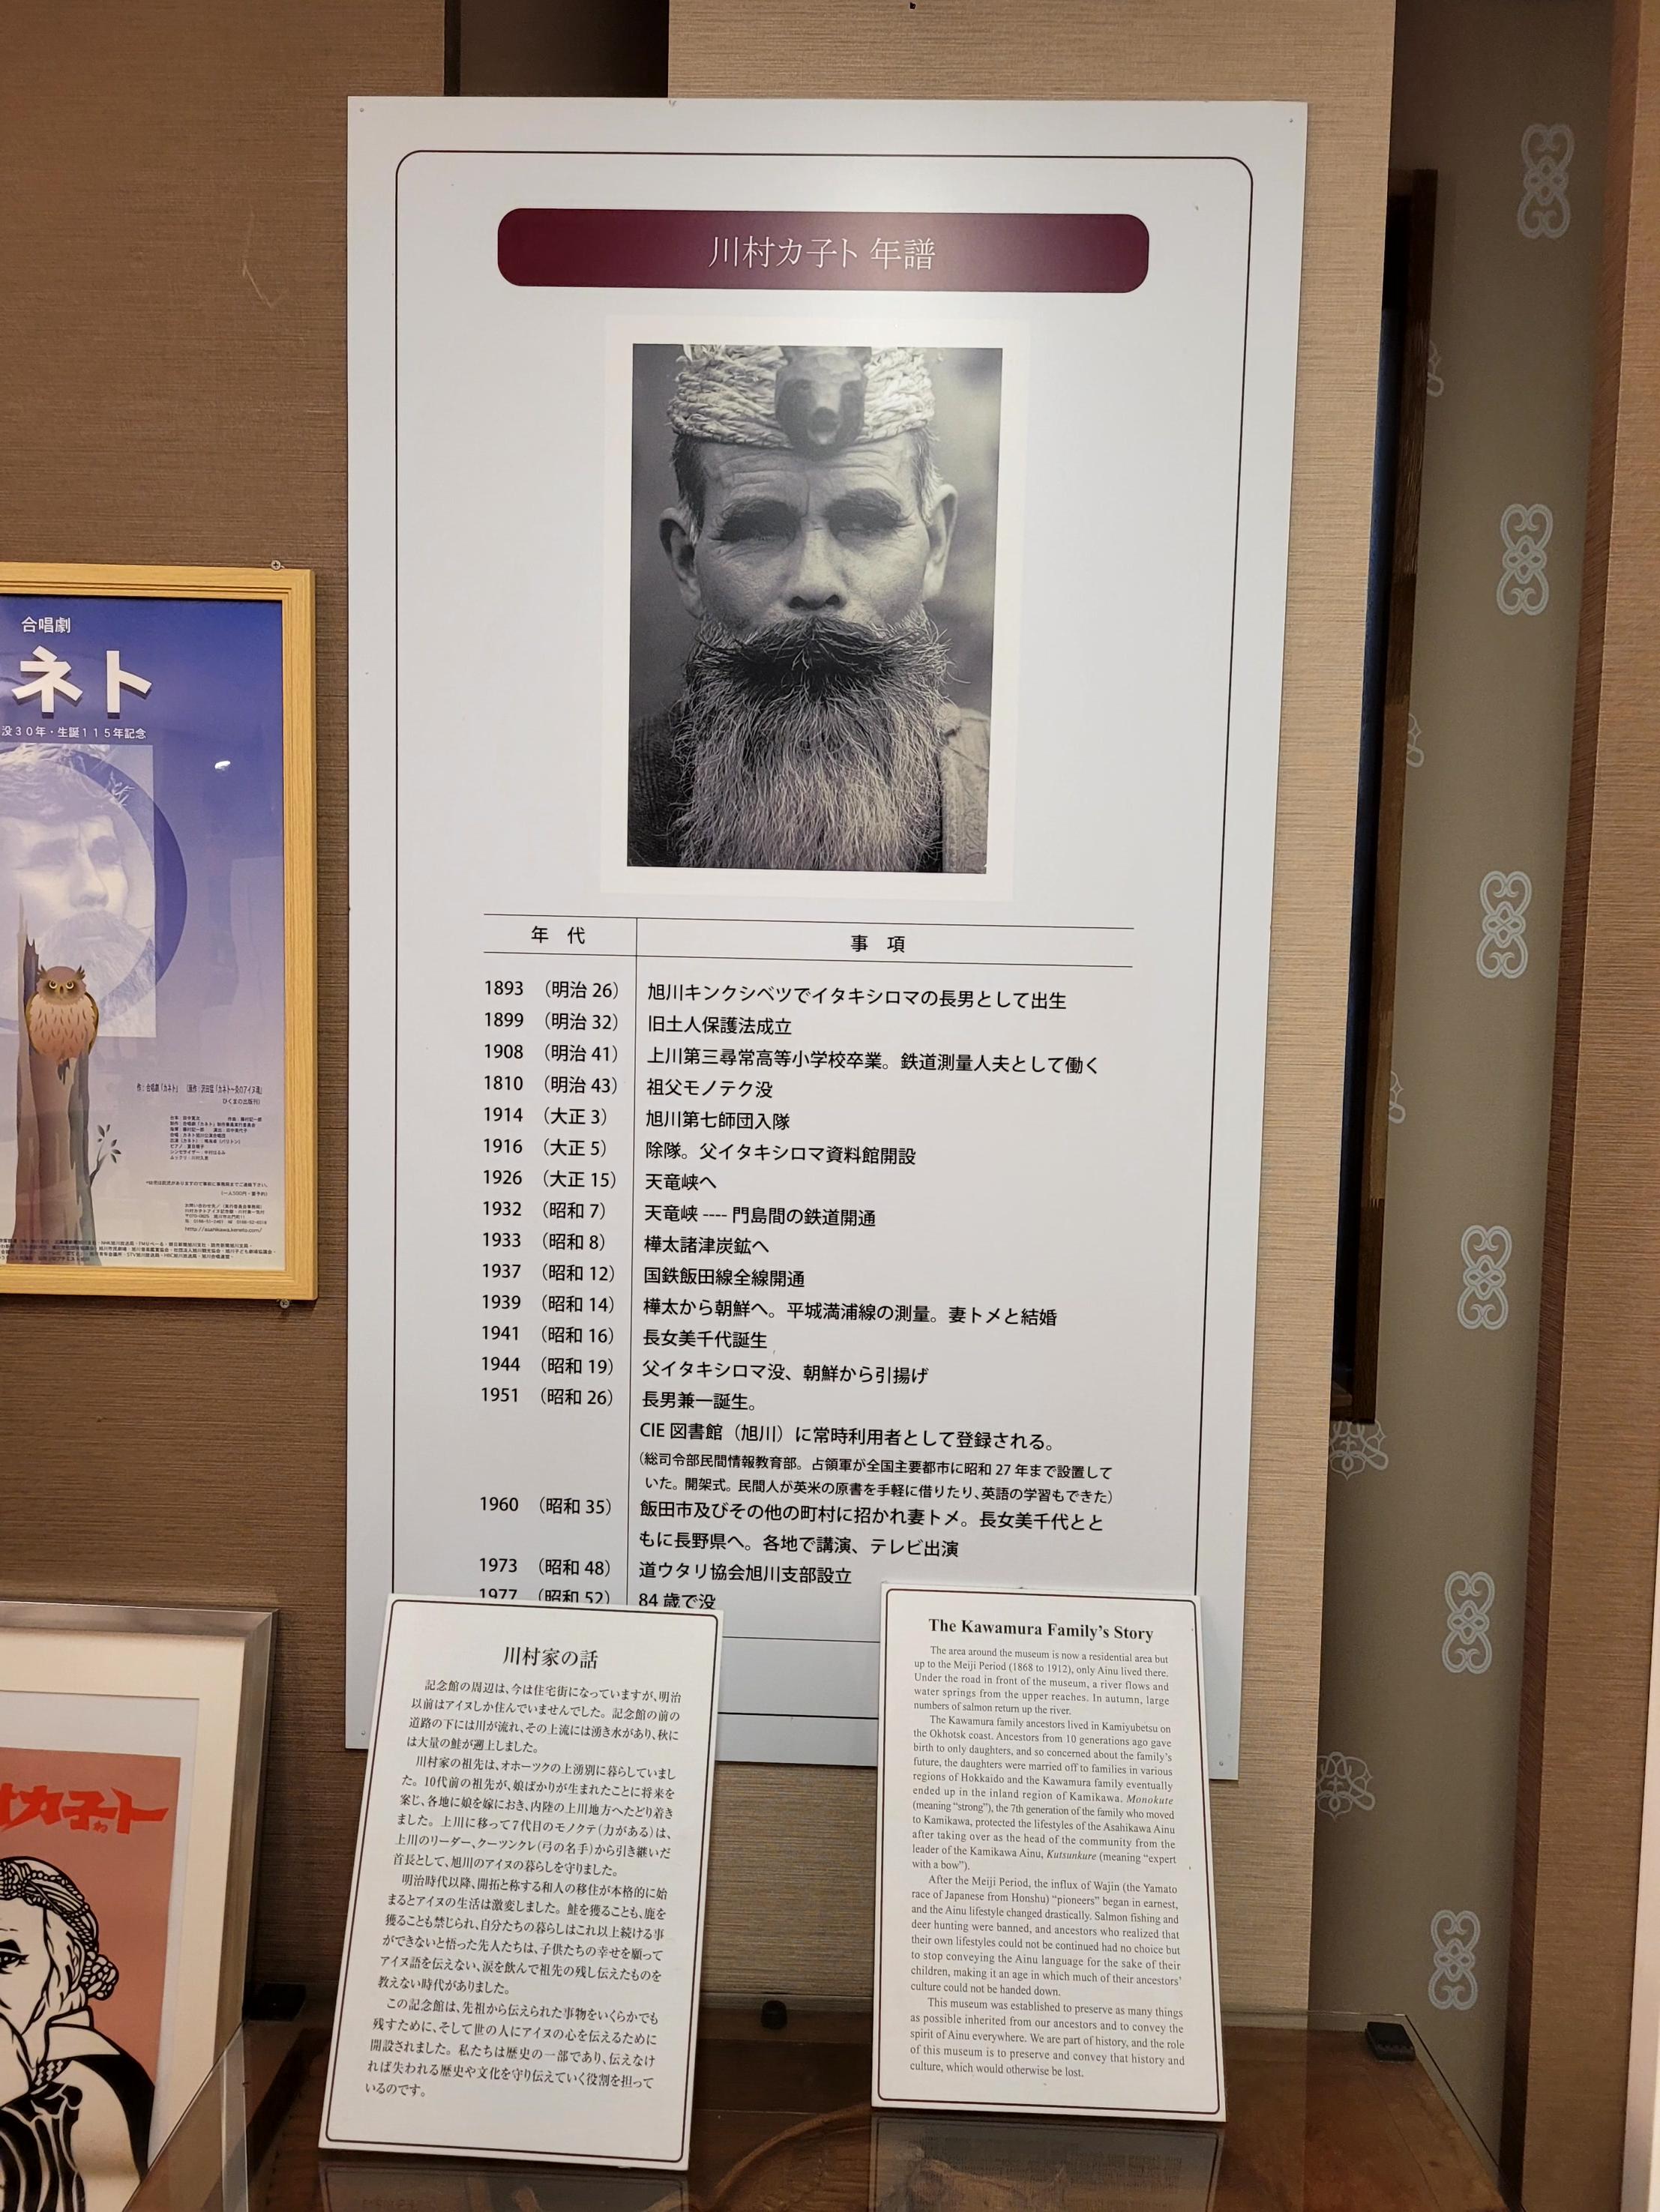 川村カ子ト 年譜
年 代 事 項
1893 （明治 26） 旭川キンクシベツでイタキシロマの長男として出生
1899 （明治 32） 旧土人保護法成立
1908 （明治 41） 上川第三尋常高等小学校卒業。鉄道測量人夫として働く
1810 （明治 43） 祖父モノテク没
1914 （大正 3） 旭川第七師団入隊
1916 （大正 5） 除隊。父イタキシロマ資料館開設
1926 （大正 15） 天竜峡へ
1932 （昭和 7） 天竜峡 ---- 門島間の鉄道開通
1933 （昭和 8） 樺太諸津炭鉱へ
1937 （昭和 12） 国鉄飯田線全線開通
1939 （昭和 14） 樺太から朝鮮へ。平城満浦線の測量。妻トメと結婚
1941 （昭和 16） 長女美千代誕生
1944 （昭和 19） 父イタキシロマ没、朝鮮から引揚げ
1951 （昭和 26） 長男兼一誕生。
CIE 図書館（旭川）に常時利用者として登録される。
（総司令部民間情報教育部。占領軍が全国主要都市に昭和 27 年まで設置して
いた。開架式。民間人が英米の原書を手軽に借りたり、英語の学習もできた）
1960 （昭和 35） 飯田市及びその他の町村に招かれ妻トメ。長女美千代とと
もに長野県へ。各地で講演、テレビ出演
1973 （昭和 48） 道ウタリ協会旭川支部設立
1977 （昭和 52） 84 歳で没
合唱劇
ネト
没30年・生誕115年記念
カ子ト
川村家の話
記念館の周辺は、今は住宅街になっていますが、明治
以前はアイヌしか住んでいませんでした。記念館の前の
道路の下には川が流れ、その上流には湧き水があり、秋に
は大量の鮭が遡上しました。
川村家の祖先は、オホーツクの上湧別に暮らしていまし
た。10代前の祖先が、娘ばかりが生まれたことに将来を
案じ、各地に娘を嫁におき、内陸の上川地方へたどり着き
ました。上川に移って7代目のモノクテ（力がある）は、
上川のリーダー、クーツンクレ（弓の名手）から引き継いだ
首長として、旭川のアイヌの暮らしを守りました。
明治時代以降、開拓と称する和人の移住が本格的に始
まるとアイヌの生活は激変しました。鮭を獲ることも、鹿を
獲ることも禁じられ、自分たちの暮らしはこれ以上続ける事
ができないと悟った先人たちは、子供たちの幸せを願って
アイヌ語を伝えない、涙を飲んで祖先の残し伝えたものを
教えない時代がありました。
この記念館は、先祖から伝えられた事物をいくらかでも
残すために、そして世の人にアイヌの心を伝えるために
開設されました。私たちは歴史の一部であり、伝えなけ
れば失われる歴史や文化を守り伝えていく役割を担って
いるのです。
The Kawamura Family's Story
The area around the museum is now a residential area but
up to the Meiji Period (1868 to 1912), only Ainu lived there.
Under the road in front of the museum, a river flows and
water springs from the upper reaches. In autumn, large
numbers of salmon return up the river.
The Kawamura family ancestors lived in Kamiyubetsu on
the Okhotsk coast. Ancestors from 10 generations ago gave
birth to only daughters, and so concerned about the family's
future, the daughters were married off to families in various
regions of Hokkaido and the Kawamura family eventually
ended up in the inland region of Kamikawa. Monokute
(meaning "strong"), the 7th generation of the family who moved
to Kamikawa, protected the lifestyles of the Asahikawa Ainu
after taking over as the head of the community from the
leader of the Kamikawa Ainu, Kutsunkure (meaning "expert
with a bow").
After the Meiji Period, the influx of Wajin (the Yamato
race of Japanese from Honshu) "pioneers" began in earnest,
and the Ainu lifestyle changed drastically. Salmon fishing and
deer hunting were banned, and ancestors who realized that
their own lifestyles could not be continued had no choice but
to stop conveying the Ainu language for the sake of their
children, making it an age in which much of their ancestors'
culture could not be handed down.
This museum was established to preserve as many things
as possible inherited from our ancestors and to convey the
spirit of Ainu everywhere. We are part of history, and the role
of this museum is to preserve and convey that history and
culture, which would otherwise be lost.